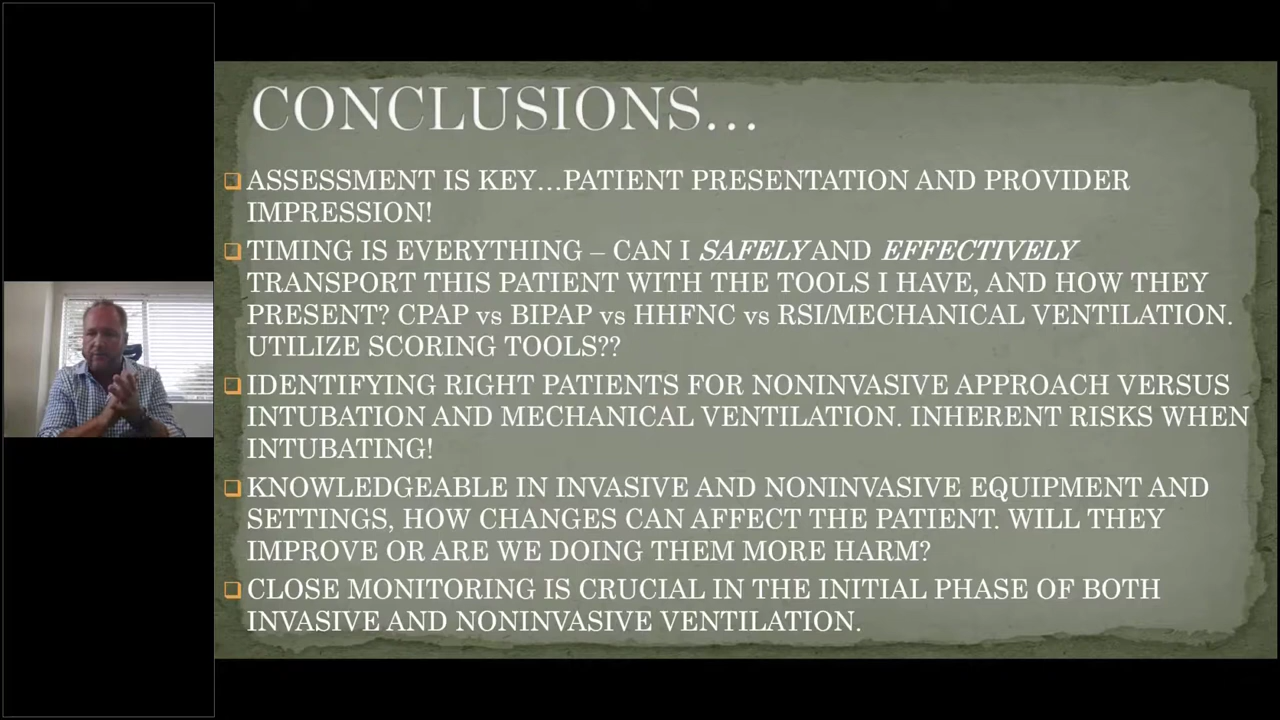 CONCLUSIONS...
ASSESSMENT IS KEY...PATIENT PRESENTATION AND PROVIDER
IMPRESSION!
TIMING IS EVERYTHING – CAN I SAFELY AND EFFECTIVELY
TRANSPORT THIS PATIENT WITH THE TOOLS I HAVE, AND HOW THEY
PRESENT? CPAP vs BIPAP vs HHFNC vs RSI/MECHANICAL VENTILATION.
UTILIZE SCORING TOOLS??
IDENTIFYING RIGHT PATIENTS FOR NONINVASIVE APPROACH VERSUS
INTUBATION AND MECHANICAL VENTILATION. INHERENT RISKS WHEN
INTUBATING!
KNOWLEDGEABLE IN INVASIVE AND NONINVASIVE EQUIPMENT AND
SETTINGS, HOW CHANGES CAN AFFECT THE PATIENT. WILL THEY
IMPROVE OR ARE WE DOING THEM MORE HARM?
CLOSE MONITORING IS CRUCIAL IN THE INITIAL PHASE OF BOTH
INVASIVE AND NONINVASIVE VENTILATION.